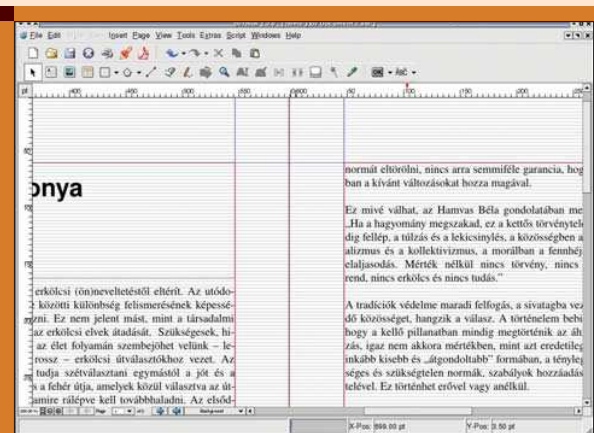 File Edit Insert Page View Tools Extras Script Windows Help
pt
onya
erkölcsi (ön)neveltetéstől eltérít. Az utódo-
közötti különbség felismerésének képessé-
zni. Ez nem jelent mást, mint a társadalmi
az erkölcsi elvek átadását. Szükségesek, hi-
az élet folyamán szembejöhet velünk – le-
rossz – erkölcsi útválasztókhoz vezet. Az
tudja szétválasztani egymástól a jót és a
s a fehér útja, amelyek közül választva az út-
amire rálépve kell továbbhaladni. Az elsőd-
normát eltörölni, nincs arra semmiféle garancia, hog
ban a kívánt változásokat hozza magával.
Ez mivé válhat, az Hamvas Béla gondolatában me
„Ha a hagyomány megszakad, ez a kettős törvénytele
dig fellép, a túlzás és a lekicsinylés, a közösségben a
alizmus és a kollektivizmus, a morálban a fennhéj
elaljasodás. Mérték nélkül nincs törvény, nincs
rend, nincs erkölcs és nincs tudás.”
A tradíciók védelme maradi felfogás, a sivatagba vez
dő közösséget, hangzik a válasz. A történelem bebi
hogy a kellő pillanatban mindig megtörténik az áh
zás, igaz nem akkora mértékben, mint azt eredetileg
inkább kisebb és „átgondoltabb” formában, a tényleg
séges és szükségtelen normák, szabályok hozzáadás
telével. Ez történhet erővel vagy anélkül.
X-Pos: 699.00 pt Y-Pos: 3.50 pt